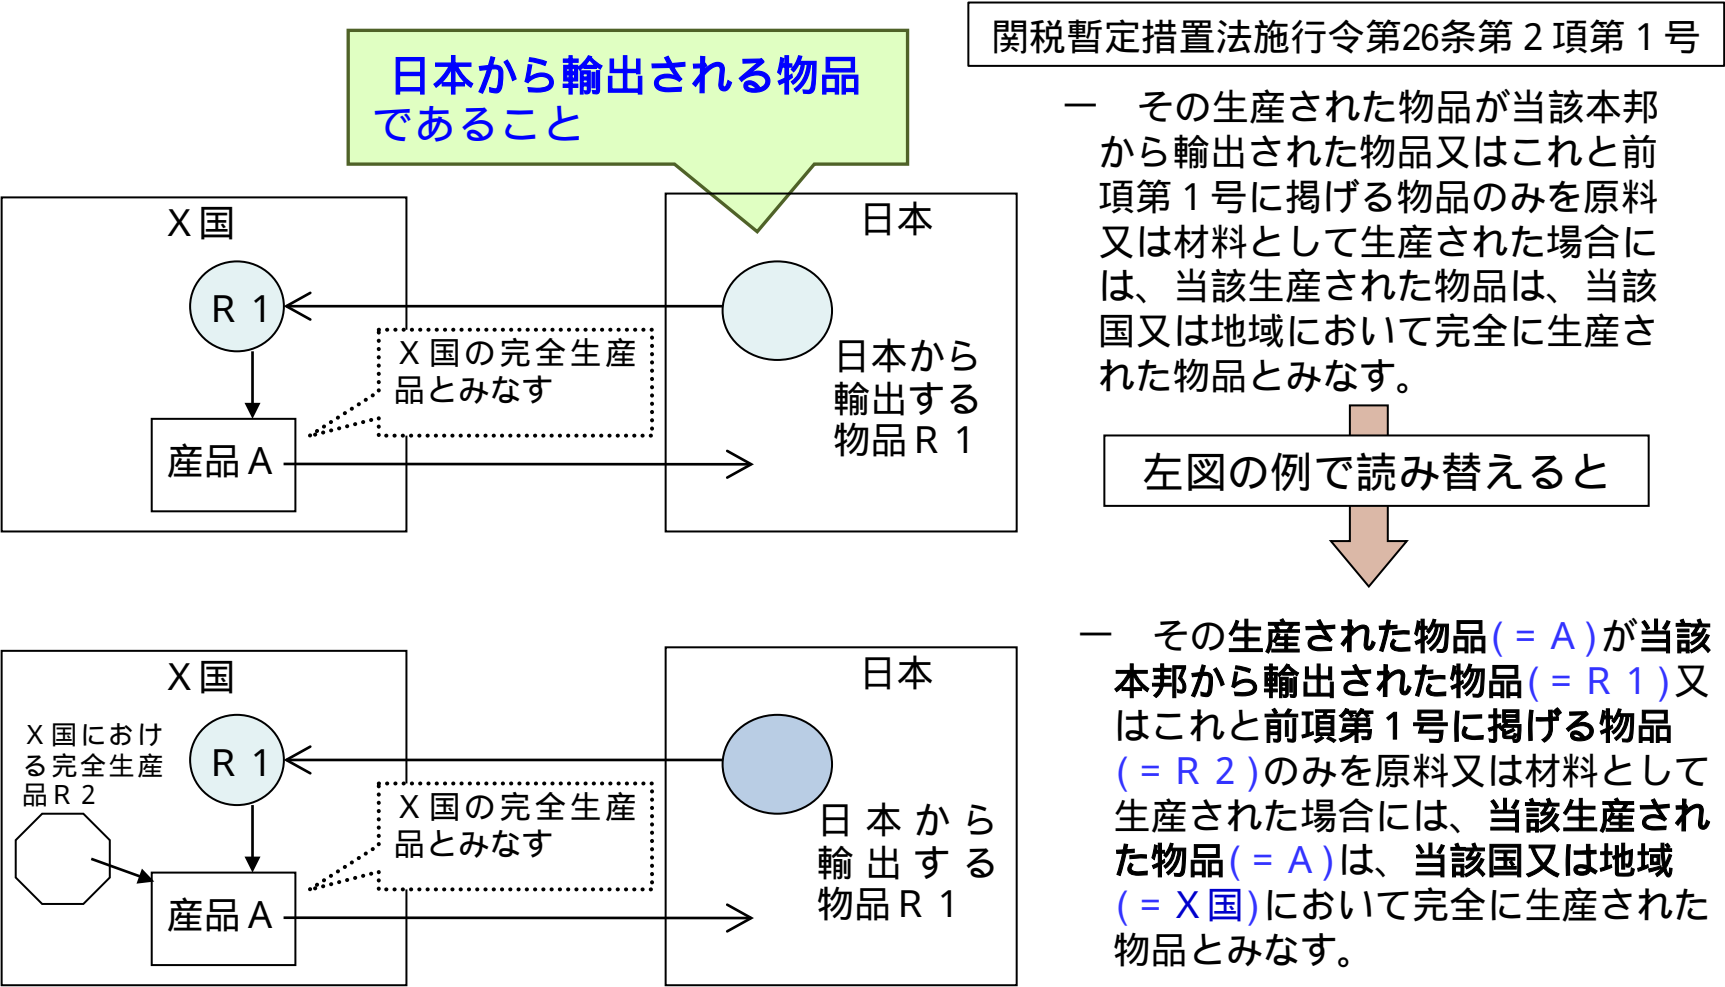 関税暫定措置法施行令第26条第２項第１号
日本から輸出される物品
であること
Ｘ国
日本
Ｒ１
Ｘ国の完全生産
品とみなす
産品Ａ
日本から
輸出する
物品Ｒ１
一　その生産された物品が当該本邦
から輸出された物品又はこれと前
項第１号に掲げる物品のみを原料
又は材料として生産された場合に
は、当該生産された物品は、当該
国又は地域において完全に生産さ
れた物品とみなす。
左図の例で読み替えると
Ｘ国
日本
Ｘ国におけ
る完全生産
品Ｒ２
Ｒ１
Ｘ国の完全生産
品とみなす
産品Ａ
日本から
輸出する
物品Ｒ１
一　その生産された物品(＝Ａ)が当該
本邦から輸出された物品(＝Ｒ１)又
はこれと前項第１号に掲げる物品
(＝Ｒ２)のみを原料又は材料として
生産された場合には、当該生産され
た物品(＝Ａ)は、当該国又は地域
(＝Ｘ国)において完全に生産された
物品とみなす。